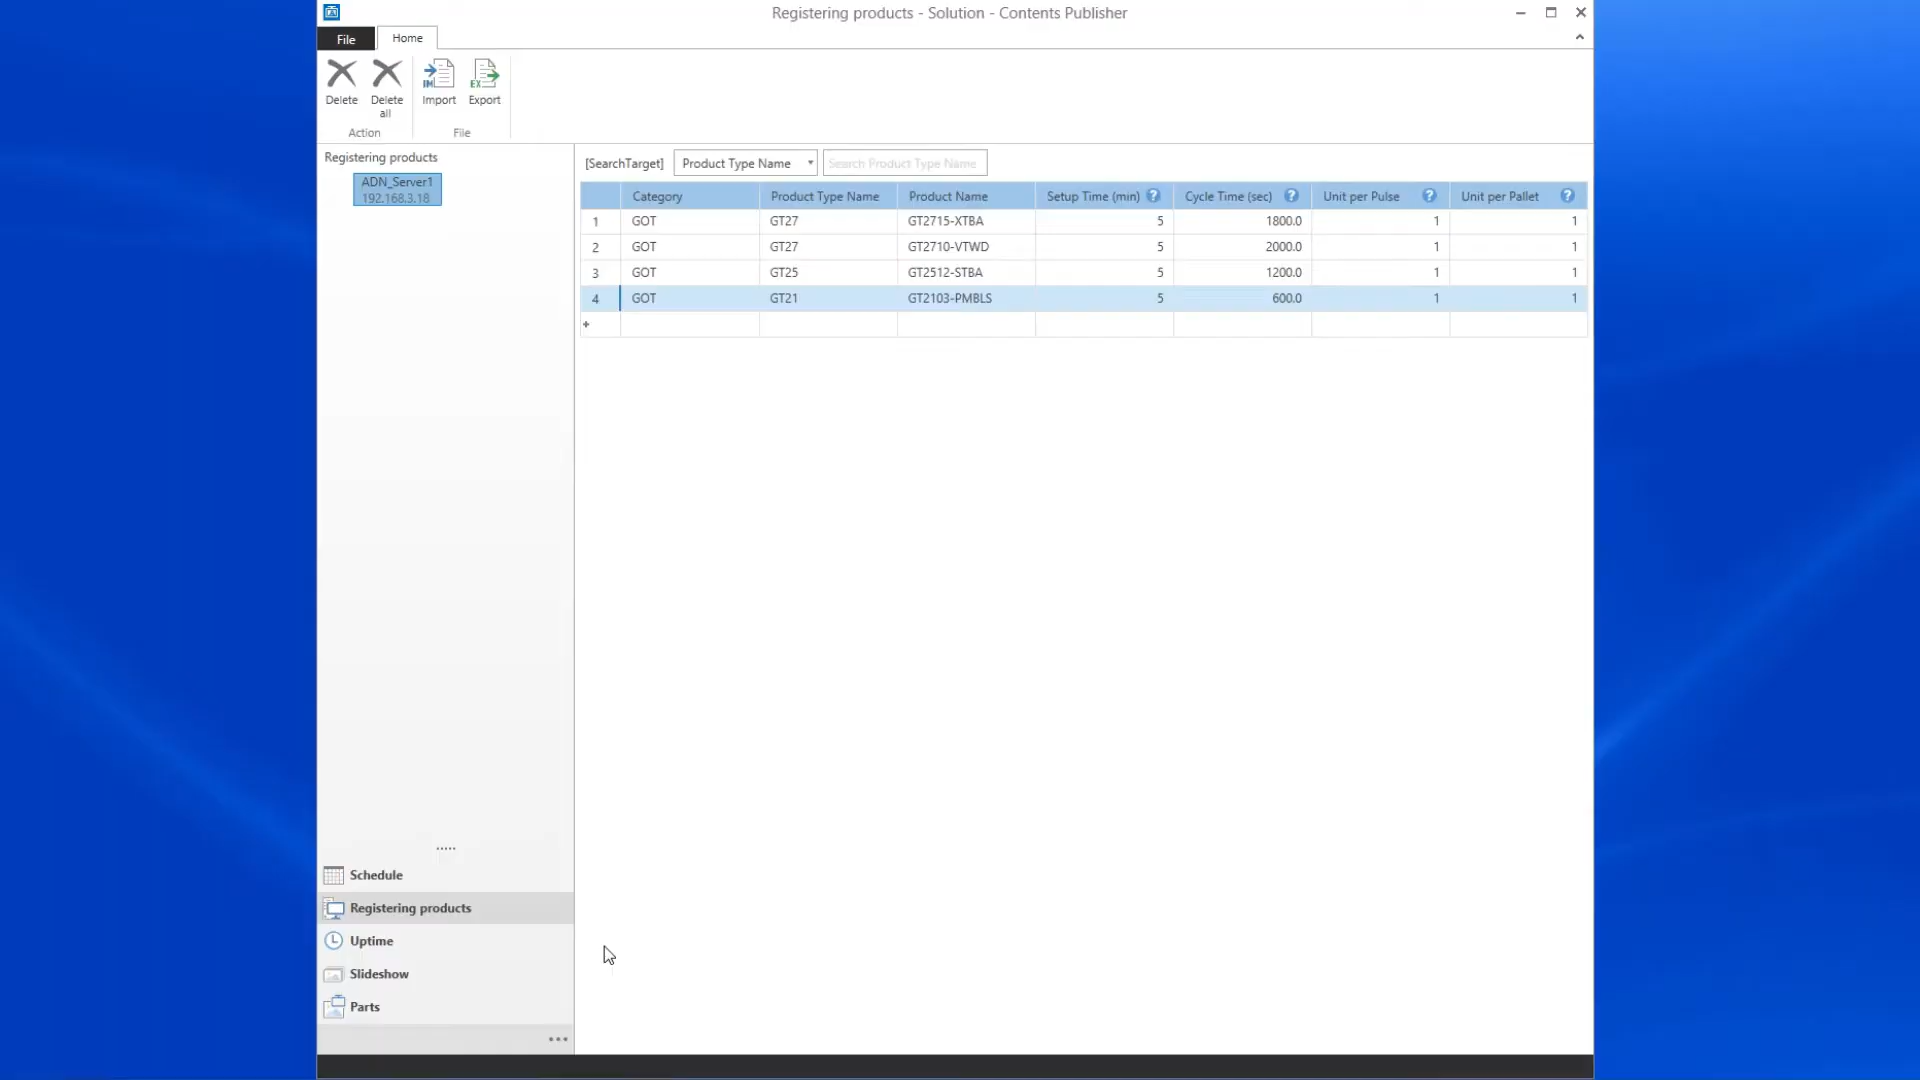 Registering products - Solution - Contents Publisher
File
Home
Delete
Delete all
Import
Export
Action
File
Registering products
ADN_Server1
192.168.3.18
[SearchTarget]
Product Type Name
Search Product Type Name
Category Product Type Name Product Name Setup Time (min) ? Cycle Time (sec) ? Unit per Pulse ? Unit per Pallet ?
1 GOT GT27 GT2715-XTBA 5 1800.0 1 1
2 GOT GT27 GT2710-VTWD 5 2000.0 1 1
3 GOT GT25 GT2512-STBA 5 1200.0 1 1
4 GOT GT21 GT2103-PMBLS 5 600.0 1 1
Schedule
Registering products
Uptime
Slideshow
Parts